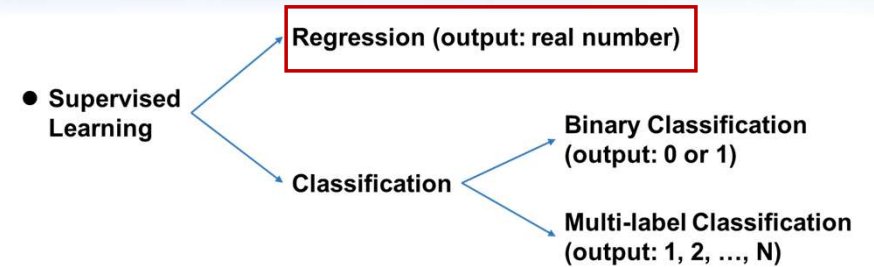 Regression (output: real number)
● Supervised
Learning
Binary Classification
(output: 0 or 1)
Classification
Multi-label Classification
(output: 1, 2, …, N)